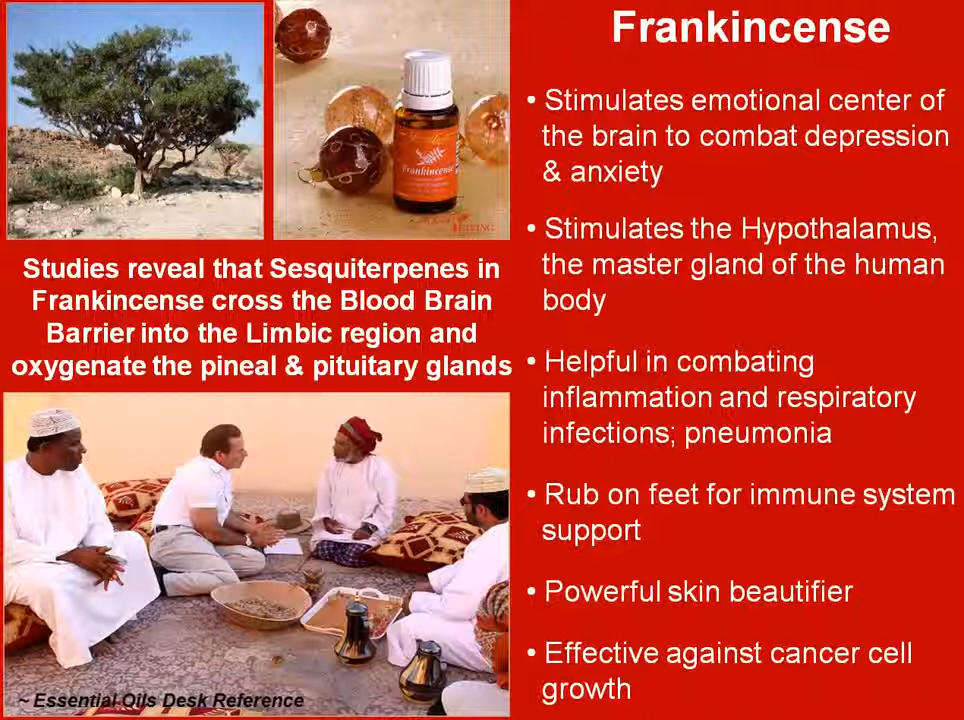 Frankincense
• Stimulates emotional center of
the brain to combat depression
& anxiety
• Stimulates the Hypothalamus,
the master gland of the human
body
• Helpful in combating
inflammation and respiratory
infections; pneumonia
• Rub on feet for immune system
support
• Powerful skin beautifier
• Effective against cancer cell
growth
Frankincense
LIVING
Studies reveal that Sesquiterpenes in
Frankincense cross the Blood Brain
Barrier into the Limbic region and
oxygenate the pineal & pituitary glands
~ Essential Oils Desk Reference